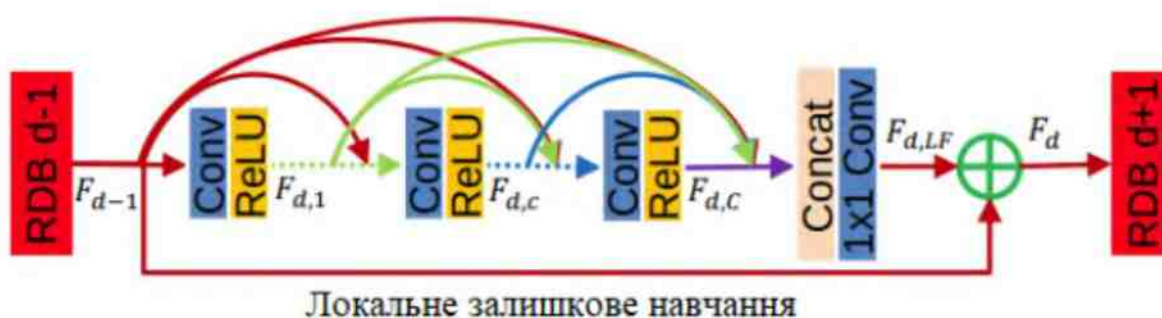 RDB d-1
F_{d-1}
Conv
ReLU
F_{d,1}
Conv
ReLU
F_{d,c}
Conv
ReLU
F_{d,C}
Concat
1x1 Conv
F_{d,LF}
F_d
RDB d+1
Локальне залишкове навчання